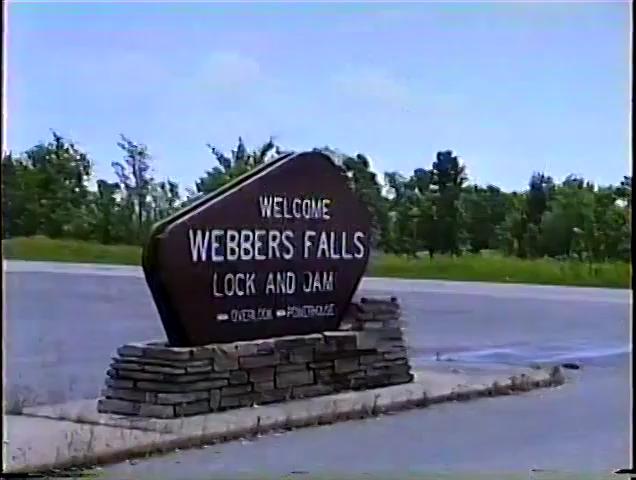 WELCOME
WEBBERS FALLS
LOCK AND DAM
OVERLOOK POWERHOUSE